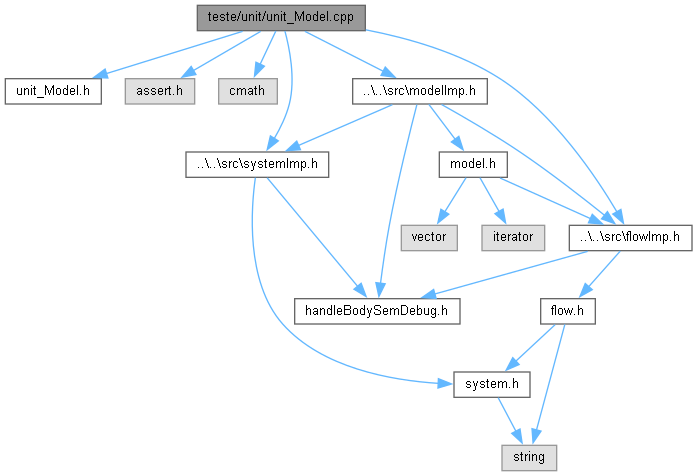 teste/unit/unit_Model.cpp
unit_Model.h
assert.h
cmath
..\..\src\modelImp.h
..\..\src\systemImp.h
model.h
vector
iterator
..\..\src\flowImp.h
handleBodySemDebug.h
flow.h
system.h
string